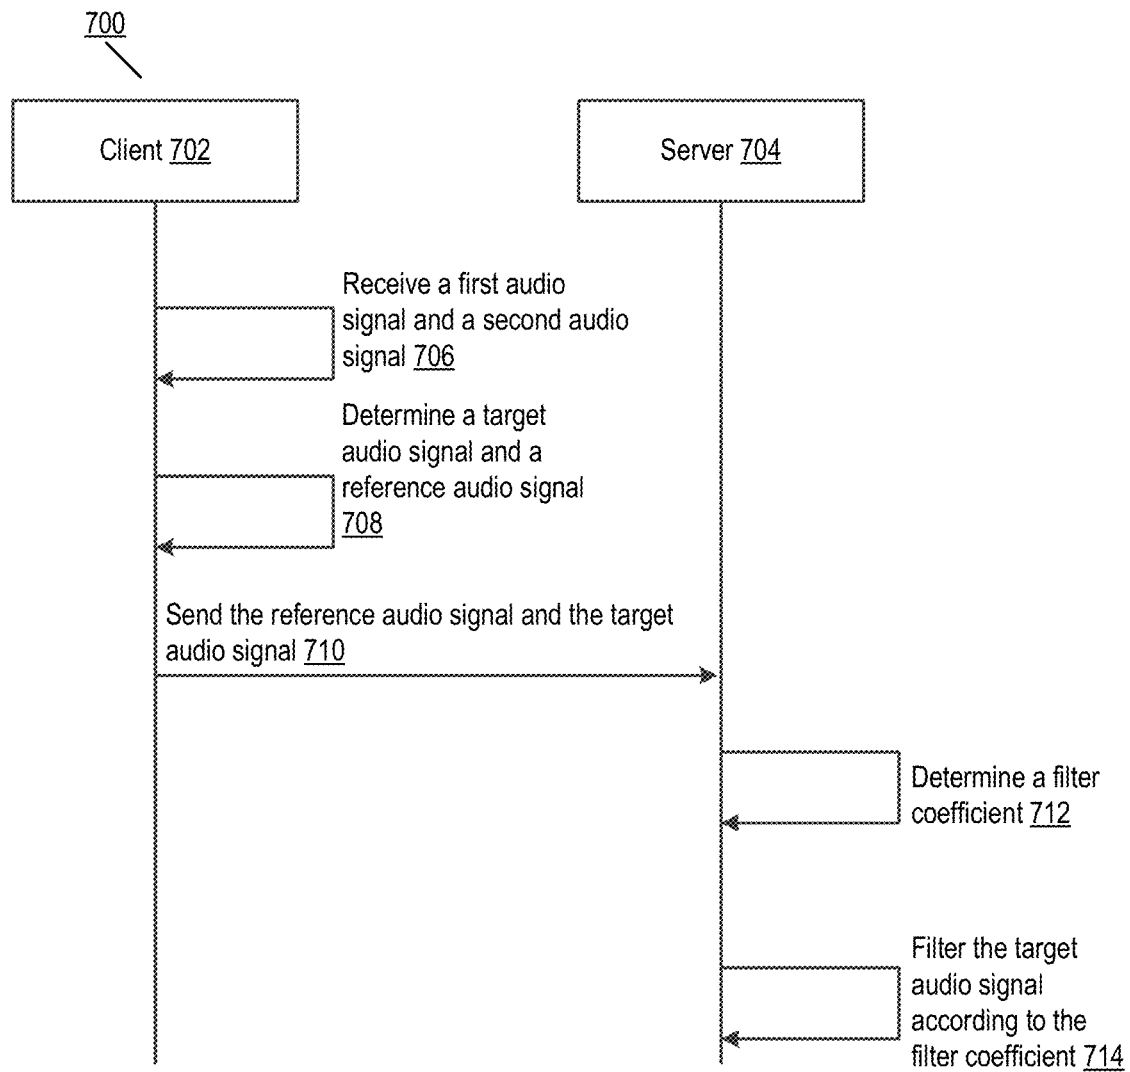 700
Client 702
Server 704
Receive a first audio
signal and a second audio
signal 706
Determine a target
audio signal and a
reference audio signal
708
Send the reference audio signal and the target
audio signal 710
Determine a filter
coefficient 712
Filter the target
audio signal
according to the
filter coefficient 714